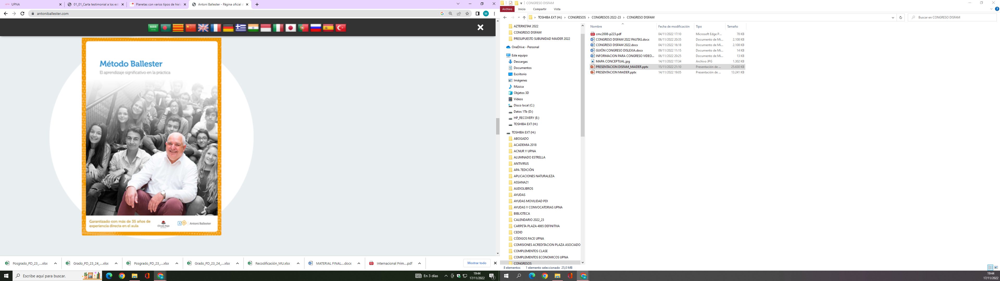 UPNA
01_01_Carta testimonial a los est
Planetas con varios tipos de hielo
Antoni Ballester - Página oficial d
antoniballester.com
M
Método Ballester
El aprendizaje significativo en la práctica
Garantizado con más de 35 años de
experiencia directa en el aula
Antoni Ballester
Posgrado_PD_23_....xlsx
Grado_PD_23_24_....xlsx
Posgrado_PD_23_....xlsx
Grado_PD_23_24_....xlsx
Recodificación_MU.xlsx
MATERIAL FINAL....docx
Internacional Prim....pdf
Mostrar todo
Escribe aquí para buscar.
En 3 días
19:44
17/11/2022
1
CONGRESO DISFAM
Archivo Inicio Compartir Vista
TOSHIBA EXT (H:) › CONGRESOS › CONGRESOS 2022-23 › CONGRESO DISFAM
Buscar en CONGRESO DISFAM
AZTERKETAK 2022
CONGRESO DISFAM
PRESUPUESTO SUBUNIDAD MAIDER 2022
OneDrive - Personal
Este equipo
Descargas
Documentos
Escritorio
Imágenes
Música
Objetos 3D
Vídeos
Disco local (C:)
Datos 1Tb (D:)
HP_RECOVERY (E:)
TOSHIBA EXT (H:)
TOSHIBA EXT (H:)
ABOGADO
ACADEMIA 2018
ACNUR Y UPNA
ALUMNADO ESTRELLA
ANTIVIRUS
APA 7EDICIÓN
APLICACIONES NATURALEZA
ASSANA21
AUDIOLIBROS
AYUDAS
AYUDAS MOVILIDAD PDI
AYUDAS Y CONVOCATORIAS UPNA
BIBLIOTECA
CALENDARIO 2022_23
CARPETA PLAZA 4865 DEFINITIVA
CEDID
CÓDIGOS FACE UPNA
COMISIONES ACREDITACION PLAZA ASOCIADO
COMPLEMENTOS CLASE
COMPLEMENTOS ECONOMICOS UPNA
CONGRESOS
Nombre Fecha de modificación Tipo Tamaño
cmc2008-p223.pdf 04/11/2022 17:10 Microsoft Edge P... 78 KB
CONGRESO DISFAM 2022 PAUTAS.docx 06/11/2022 20:35 Documento de Mi... 2.108 KB
CONGRESO DISFAM 2022.docx 04/11/2022 16:18 Documento de Mi... 2.108 KB
GUIÓN CONGRESO DISLEXIA.docx 09/11/2022 11:15 Documento de Mi... 14 KB
INFORMACION PARA CONGRESO VIDEO... 06/11/2022 20:25 Documento de Mi... 13 KB
MAPA CONCEPTUAL.jpg 14/11/2022 17:34 Archivo JPG 1.302 KB
PRESENTACION DISFAM_MAIDER.pptx 15/11/2022 21:10 Presentación de ... 25.630 KB
PRESENTACION MAIDER.pptx 14/11/2022 19:05 Presentación de ... 13.241 KB
8 elementos 1 elemento seleccionado 25,0 MB
19:44
17/11/2022